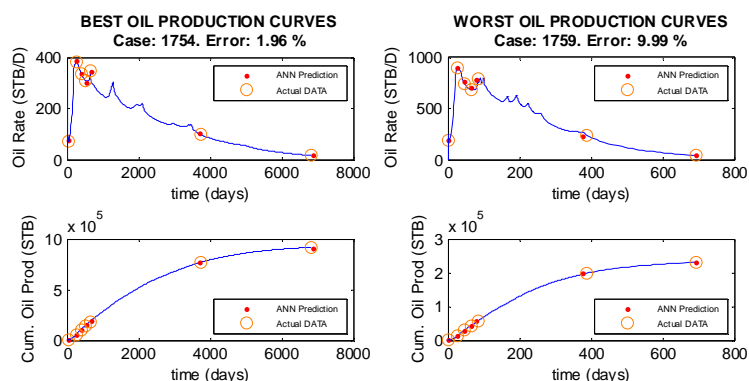 BEST OIL PRODUCTION CURVES
Case: 1754. Error: 1.96 %
Oil Rate (STB/D)
400
200
0
ANN Prediction
Actual DATA
0 2000 4000 6000 8000
time (days)
WORST OIL PRODUCTION CURVES
Case: 1759. Error: 9.99 %
Oil Rate (STB/D)
1000
500
0
ANN Prediction
Actual DATA
0 200 400 600 800
time (days)
x 10^5
Cum. Oil Prod (STB)
10
5
0
ANN Prediction
Actual DATA
0 2000 4000 6000 8000
time (days)
x 10^5
Cum. Oil Prod (STB)
3
2
1
0
ANN Prediction
Actual DATA
0 200 400 600 800
time (days)